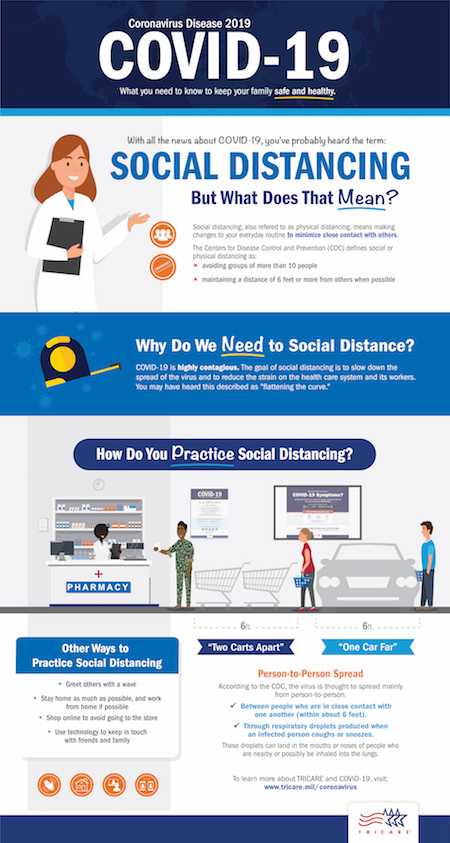 Coronavirus Disease 2019
COVID-19
What you need to know to keep your family safe and healthy.
With all the news about COVID-19, you've probably heard the term:
SOCIAL DISTANCING
But What Does That Mean?
Social distancing, also refered to as physical distancing, means making
changes to your everyday routine to minimize close contact with others.
The Centers for Disease Control and Prevention (CDC) defines social or
physical distancing as:
avoiding groups of more than 10 people
maintaining a distance of 6 feet or more from others when possible
Why Do We Need to Social Distance?
COVID-19 is highly contagious. The goal of social distancing is to slow down the
spread of the virus and to reduce the strain on the health care system and its workers.
You may have heard this described as "flattening the curve."
How Do You Practice Social Distancing?
COVID-19
COVID-19 Symptoms?
PHARMACY
6ft.
6ft.
"Two Carts Apart"
"One Car Far"
Other Ways to
Practice Social Distancing
• Greet others with a wave
• Stay home as much as possible, and work
from home if possible
• Shop online to avoid going to the store
• Use technology to keep in touch
with friends and family
Person-to-Person Spread
According to the CDC, the virus is thought to spread mainly
from person-to-person.
✓ Between people who are in close contact with
one another (within about 6 feet).
✓ Through respiratory droplets produced when
an infected person coughs or sneezes.
These droplets can land in the mouths or noses of people who
are nearby or possibly be inhaled into the lungs.
To learn more about TRICARE and COVID-19, visit:
www.tricare.mil/coronavirus
TRICARE